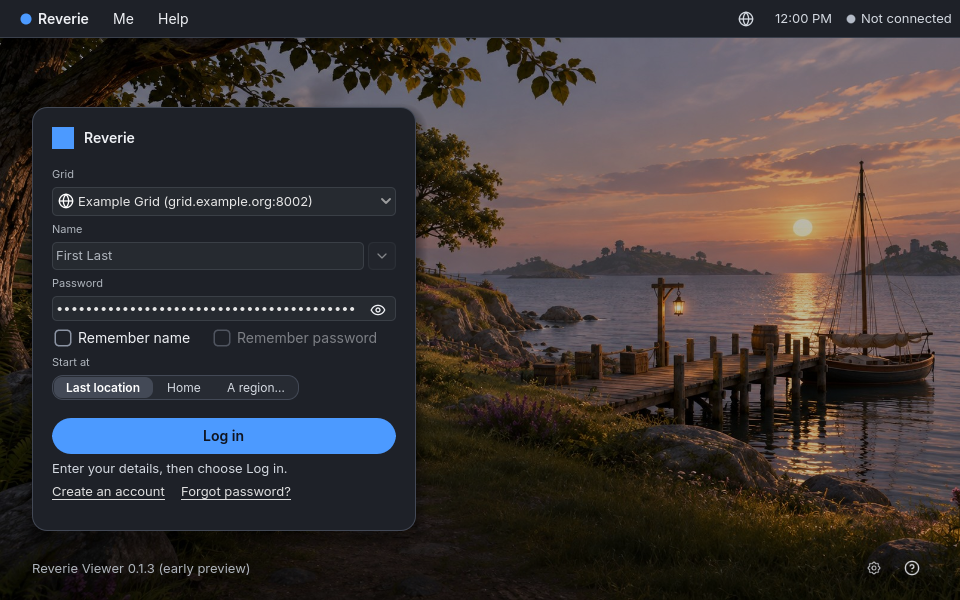 Reverie Me Help 12:00 PM Not connected
Reverie
Grid
Example Grid (grid.example.org:8002)
Name
First Last
Password
Remember name Remember password
Start at
Last location Home A region...
Log in
Enter your details, then choose Log in.
Create an account Forgot password?
Reverie Viewer 0.1.3 (early preview)